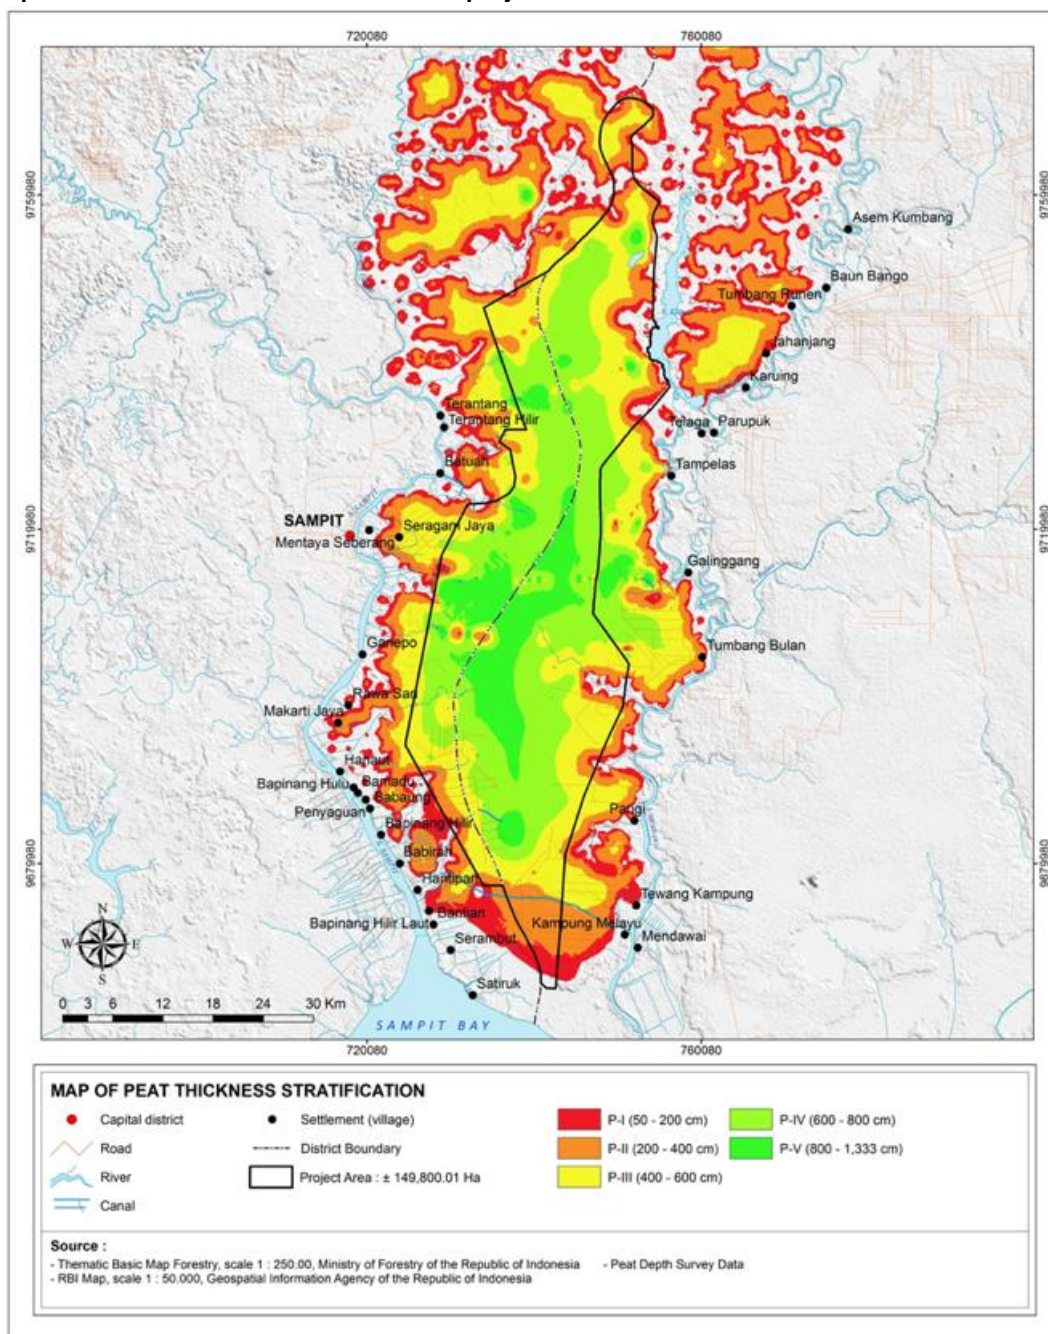 720080
760080
9759980
9759980
Asem Kumbang
Baun Bango
Tumbang Runen
Jahanjang
Karuing
Terantang
Terantang Hilir
Telaga
Parupuk
Batuah
Tampelas
SAMPIT
Seragam Jaya
Mentaya Seberang
9719980
9719980
Galinggang
Ganepo
Tumbang Bulan
Rawa Sari
Makarti Jaya
Hanaut
Bapinang Hulu
Bamadu
Babaung
Penyaguan
Bapinang Hilir
Parigi
Babirah
9679980
9679980
Hantipan
Tewang Kampung
Bantian
Bapinang Hilir Laut
Kampung Melayu
Mendawai
Serambut
Satiruk
N
W
E
S
0 3 6 12 18 24 30 Km
SAMPIT BAY
720080
760080
MAP OF PEAT THICKNESS STRATIFICATION
Capital district
Settlement (village)
P-I (50 - 200 cm)
P-IV (600 - 800 cm)
Road
District Boundary
P-II (200 - 400 cm)
P-V (800 - 1,333 cm)
River
Project Area : ± 149,800.01 Ha
P-III (400 - 600 cm)
Canal
Source :
- Thematic Basic Map Forestry, scale 1 : 250.00, Ministry of Forestry of the Republic of Indonesia
- Peat Depth Survey Data
- RBI Map, scale 1 : 50.000, Geospatial Information Agency of the Republic of Indonesia